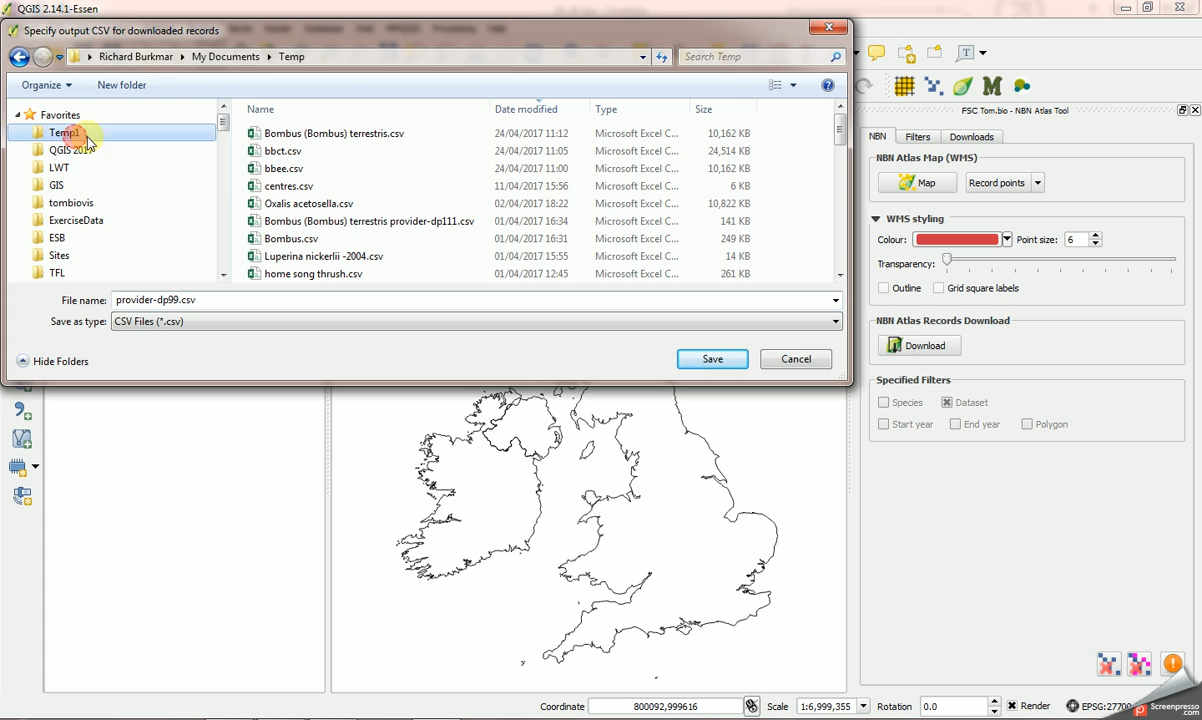 QGIS 2.14.1-Essen
Specify output CSV for downloaded records
Richard Burkmar My Documents Temp
Search Temp
Organize New folder
Favorites
Temp1
QGIS 2017
LWT
GIS
tombiovis
ExerciseData
ESB
Sites
TFL
Name Date modified Type Size
Bombus (Bombus) terrestris.csv 24/04/2017 11:12 Microsoft Excel C... 10,162 KB
bbct.csv 24/04/2017 11:05 Microsoft Excel C... 24,514 KB
bbee.csv 24/04/2017 11:00 Microsoft Excel C... 10,162 KB
centres.csv 11/04/2017 15:56 Microsoft Excel C... 6 KB
Oxalis acetosella.csv 02/04/2017 18:22 Microsoft Excel C... 10,822 KB
Bombus (Bombus) terrestris provider-dp111.csv 01/04/2017 16:34 Microsoft Excel C... 141 KB
Bombus.csv 01/04/2017 16:31 Microsoft Excel C... 249 KB
Luperina nickerlii -2004.csv 01/04/2017 15:55 Microsoft Excel C... 14 KB
home song thrush.csv 01/04/2017 12:45 Microsoft Excel C... 261 KB
File name: provider-dp99.csv
Save as type: CSV Files (*.csv)
Hide Folders
Save Cancel
FSC Tom.bio - NBN Atlas Tool
NBN Filters Downloads
NBN Atlas Map (WMS)
Map Record points
WMS styling
Colour: Point size: 6
Transparency:
Outline Grid square labels
NBN Atlas Records Download
Download
Specified Filters
Species Dataset
Start year End year Polygon
Coordinate 800092,999616 Scale 1:6,999,355 Rotation 0.0 Render EPSG:27700
Screenpresso
.com